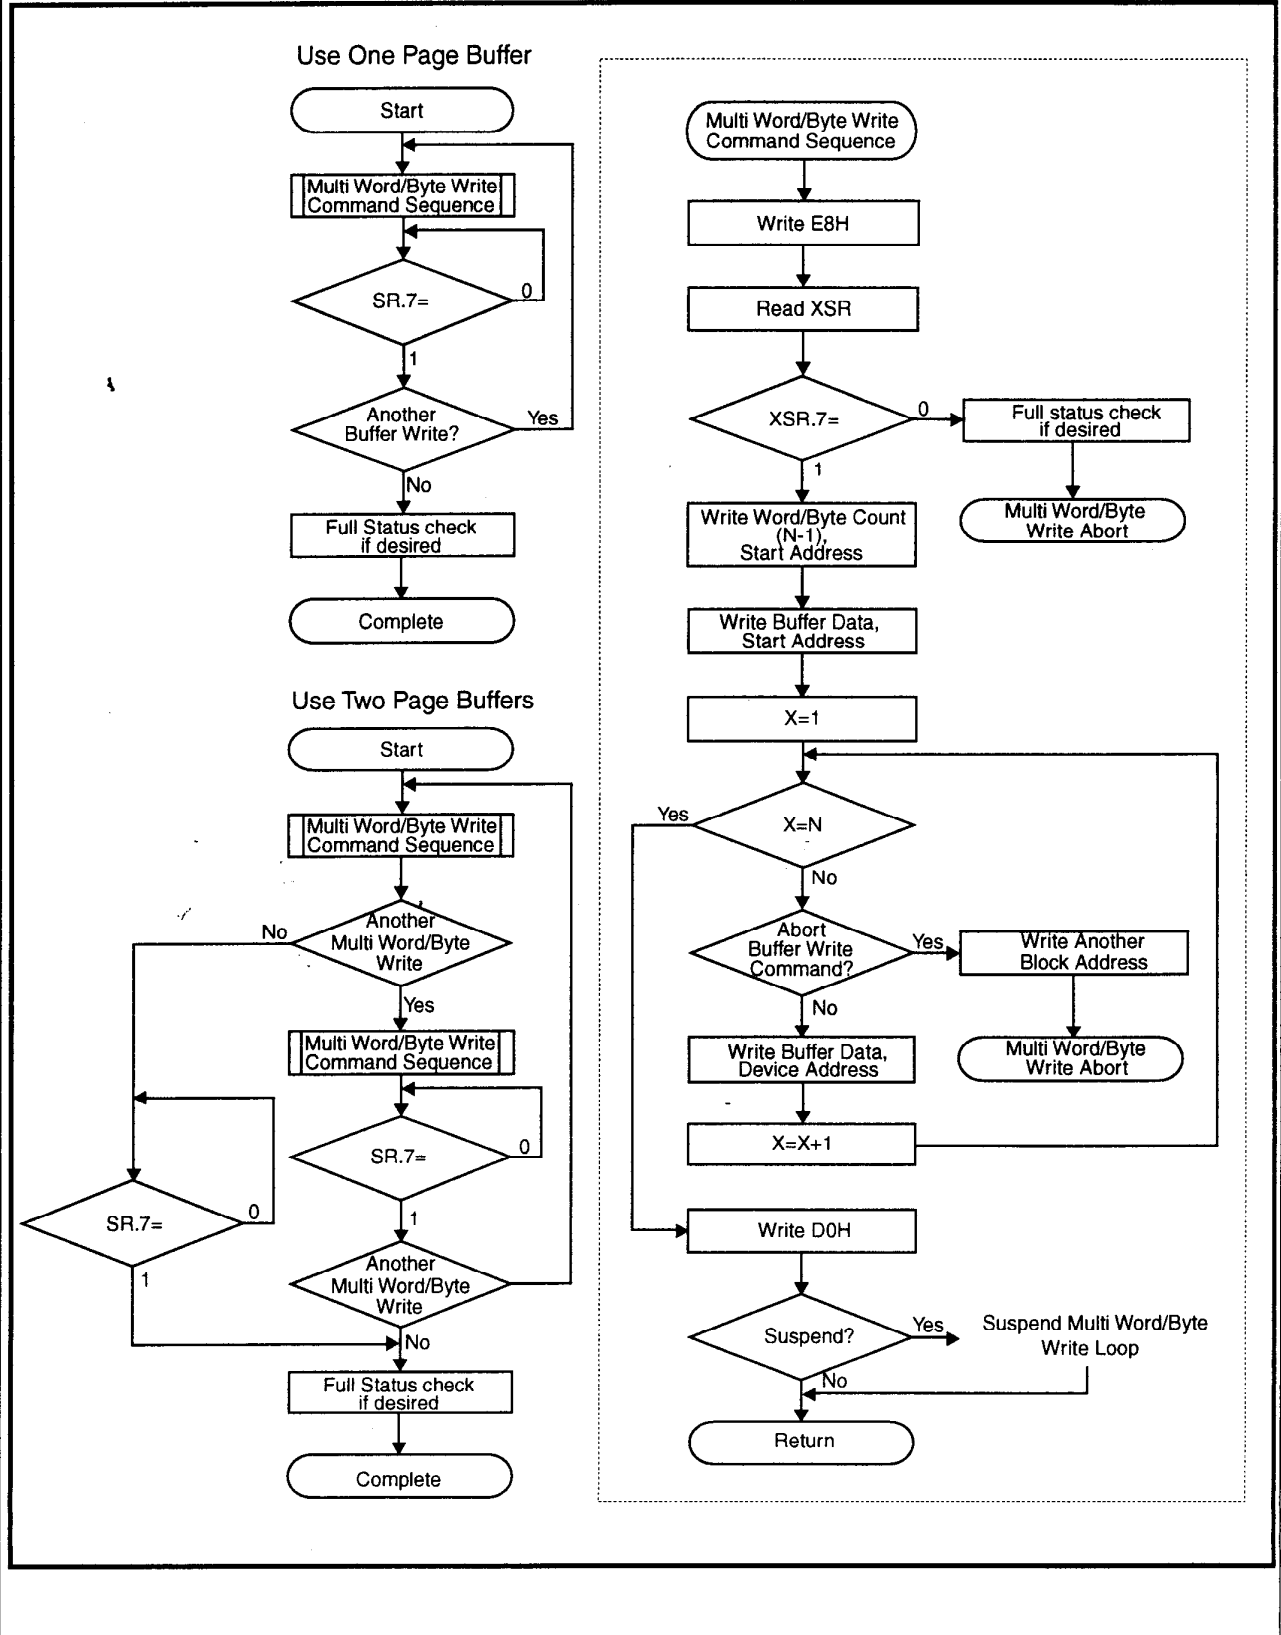 Use One Page Buffer
Start
Multi Word/Byte Write
Command Sequence
SR.7=
0
1
Another
Buffer Write?
Yes
No
Full Status check
if desired
Complete
Use Two Page Buffers
Start
Multi Word/Byte Write
Command Sequence
Another
Multi Word/Byte
Write
No
Yes
Multi Word/Byte Write
Command Sequence
SR.7=
0
1
SR.7=
0
1
Another
Multi Word/Byte
Write
No
Full Status check
if desired
Complete
Multi Word/Byte Write
Command Sequence
Write E8H
Read XSR
XSR.7=
0
Full status check
if desired
Multi Word/Byte
Write Abort
1
Write Word/Byte Count
(N-1),
Start Address
Write Buffer Data,
Start Address
X=1
X=N
Yes
No
Abort
Buffer Write
Command?
Yes
Write Another
Block Address
Multi Word/Byte
Write Abort
No
Write Buffer Data,
Device Address
X=X+1
Write D0H
Suspend?
Yes
Suspend Multi Word/Byte
Write Loop
No
Return